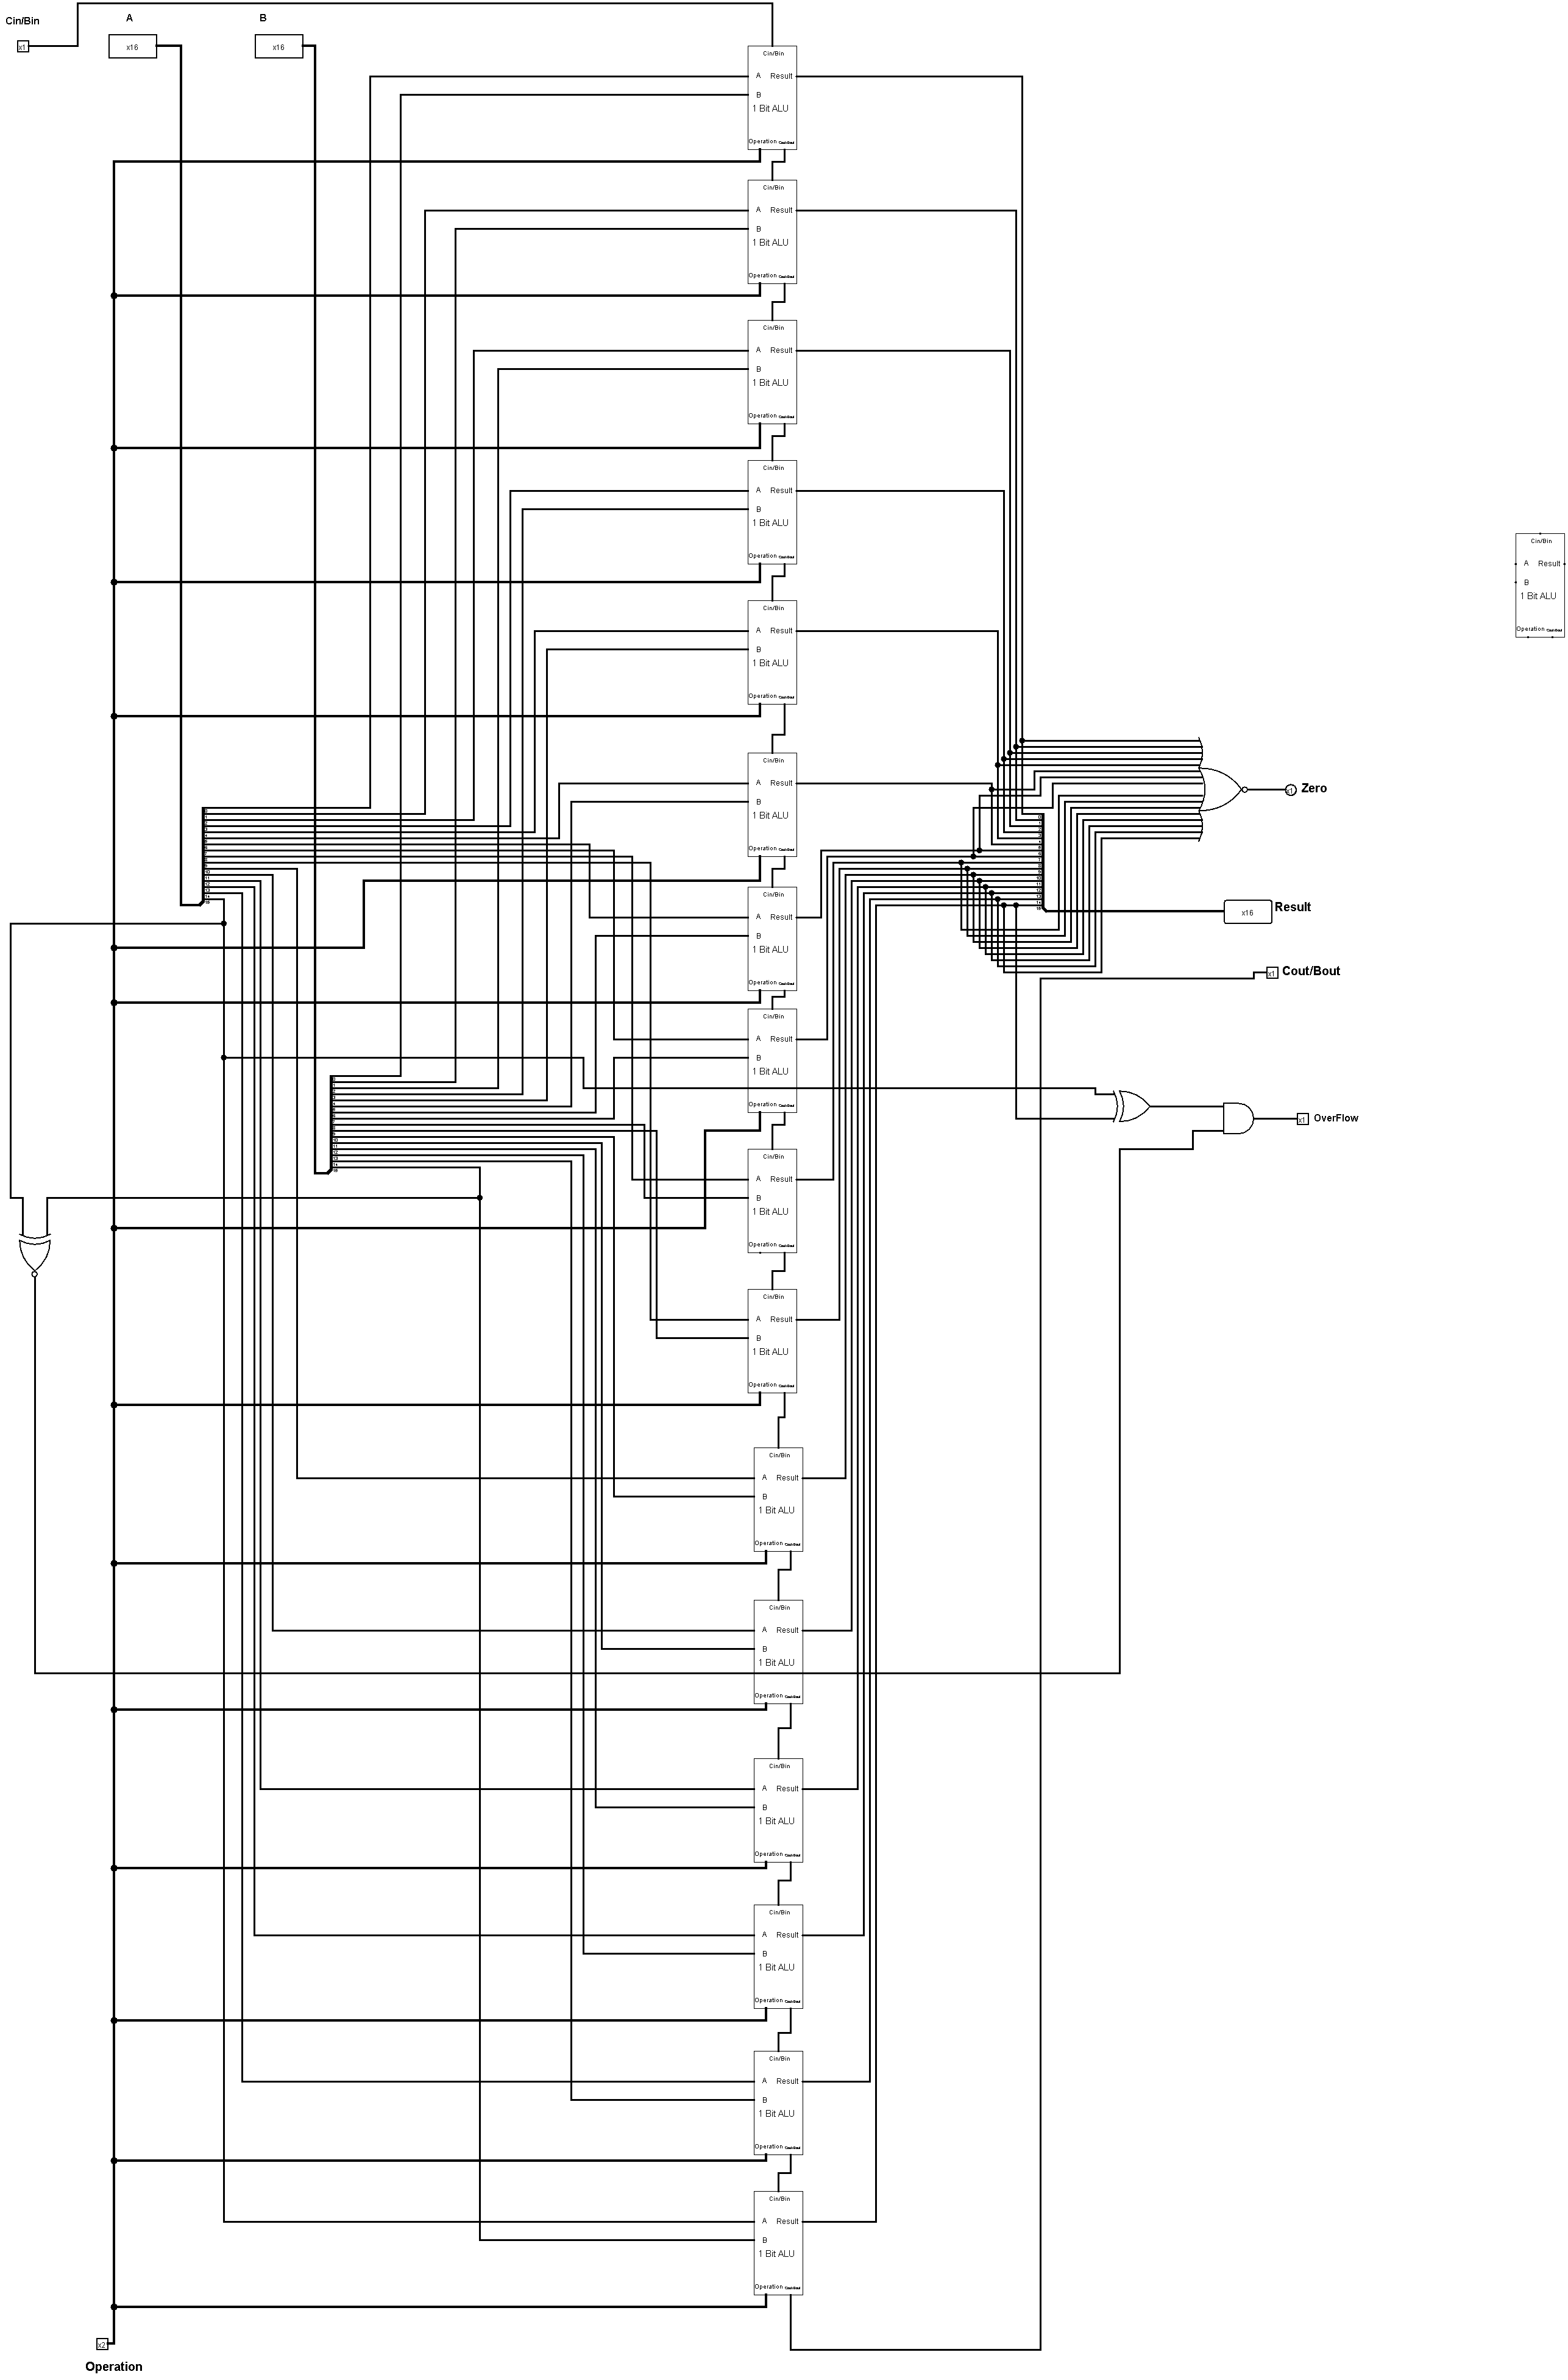 Cin/Bin
A
B
x1
x16
x16
Cin/Bin
A Result
B
1 Bit ALU
Operation Cout/Bout
Cin/Bin
A Result
B
1 Bit ALU
Operation Cout/Bout
Cin/Bin
A Result
B
1 Bit ALU
Operation Cout/Bout
Cin/Bin
A Result
B
1 Bit ALU
Operation Cout/Bout
Cin/Bin
A Result
B
1 Bit ALU
Operation Cout/Bout
Cin/Bin
A Result
B
1 Bit ALU
Operation Cout/Bout
x1 Zero
Cin/Bin
A Result
B
1 Bit ALU
Operation Cout/Bout
Cin/Bin
A Result
B
1 Bit ALU
Operation Cout/Bout
x16 Result
x1 Cout/Bout
Cin/Bin
A Result
B
1 Bit ALU
Operation Cout/Bout
x1 OverFlow
Cin/Bin
A Result
B
1 Bit ALU
Operation Cout/Bout
Cin/Bin
A Result
B
1 Bit ALU
Operation Cout/Bout
Cin/Bin
A Result
B
1 Bit ALU
Operation Cout/Bout
Cin/Bin
A Result
B
1 Bit ALU
Operation Cout/Bout
Cin/Bin
A Result
B
1 Bit ALU
Operation Cout/Bout
Cin/Bin
A Result
B
1 Bit ALU
Operation Cout/Bout
Cin/Bin
A Result
B
1 Bit ALU
Operation Cout/Bout
Cin/Bin
A Result
B
1 Bit ALU
Operation Cout/Bout
x2
Operation